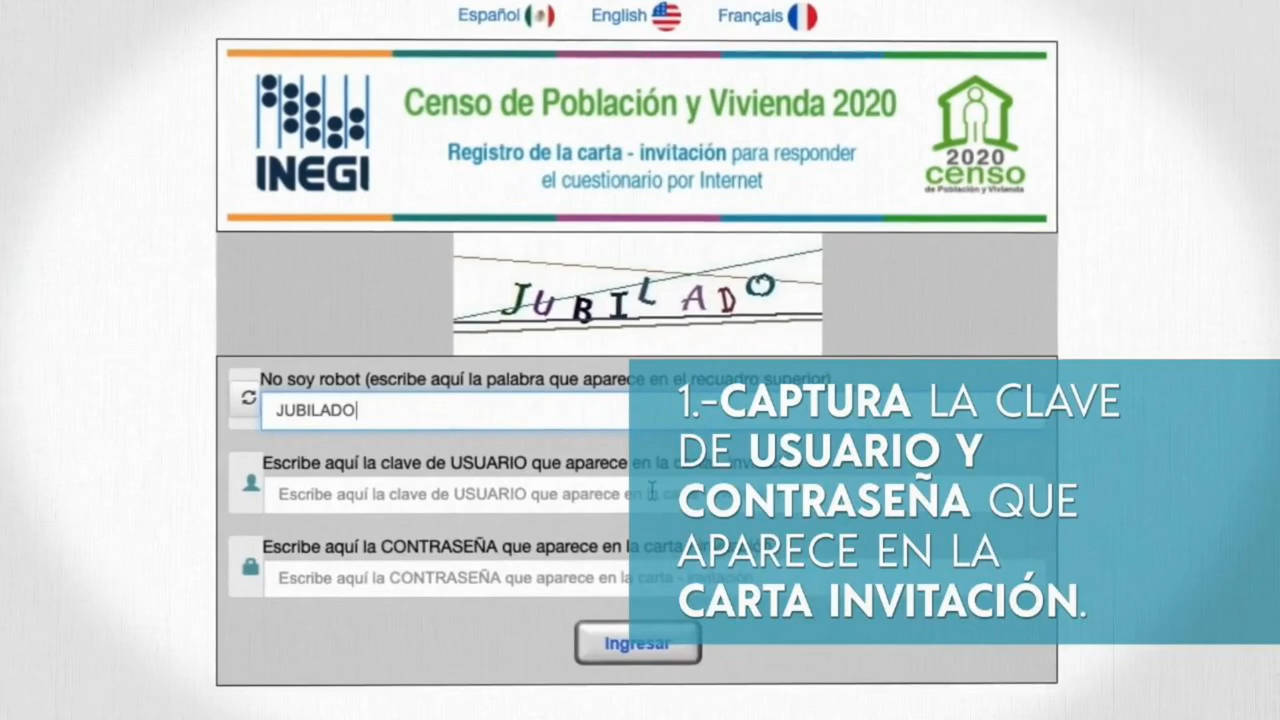 Español English Français
INEGI
Censo de Población y Vivienda 2020
Registro de la carta - invitación para responder
el cuestionario por Internet
2020
censo
de Población y Vivienda
JUBILADO
No soy robot (escribe aquí la palabra que aparece en el recuadro superior)
JUBILADO
Escribe aquí la clave de USUARIO que aparece en la
Escribe aquí la clave de USUARIO que aparece en
Escribe aquí la CONTRASEÑA que aparece en la carta
Escribe aquí la CONTRASEÑA que aparece en la carta - invitación
Ingresar
1.-CAPTURA LA CLAVE
DE USUARIO Y
CONTRASEÑA QUE
APARECE EN LA
CARTA INVITACIÓN.